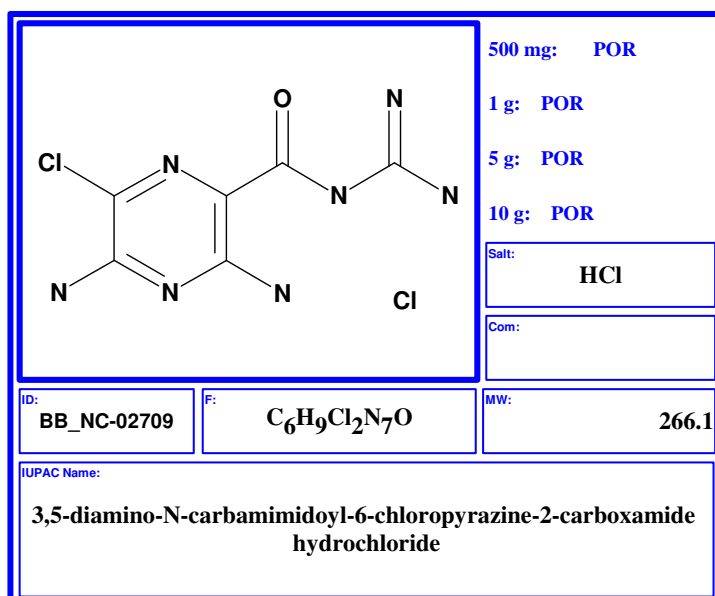 O
N
Cl
N
N
N
N
N
N
Cl
500 mg: POR
1 g: POR
5 g: POR
10 g: POR
Salt:
HCl
Com:
ID:
BB_NC-02709
F:
C6H9Cl2N7O
MW:
266.1
IUPAC Name:
3,5-diamino-N-carbamimidoyl-6-chloropyrazine-2-carboxamide
hydrochloride